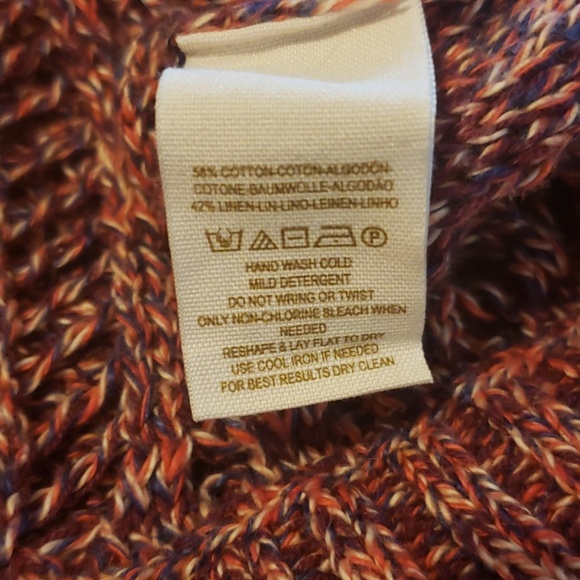 58% COTTON-COTON-ALGODÓN-
COTONE-BAUMWOLLE-ALGODÃO
42% LINEN-LIN-LINO-LEINEN-LINHO
P
HAND WASH COLD
MILD DETERGENT
DO NOT WRING OR TWIST
ONLY NON-CHLORINE BLEACH WHEN
NEEDED
RESHAPE & LAY FLAT TO DRY
USE COOL IRON IF NEEDED
FOR BEST RESULTS DRY CLEAN